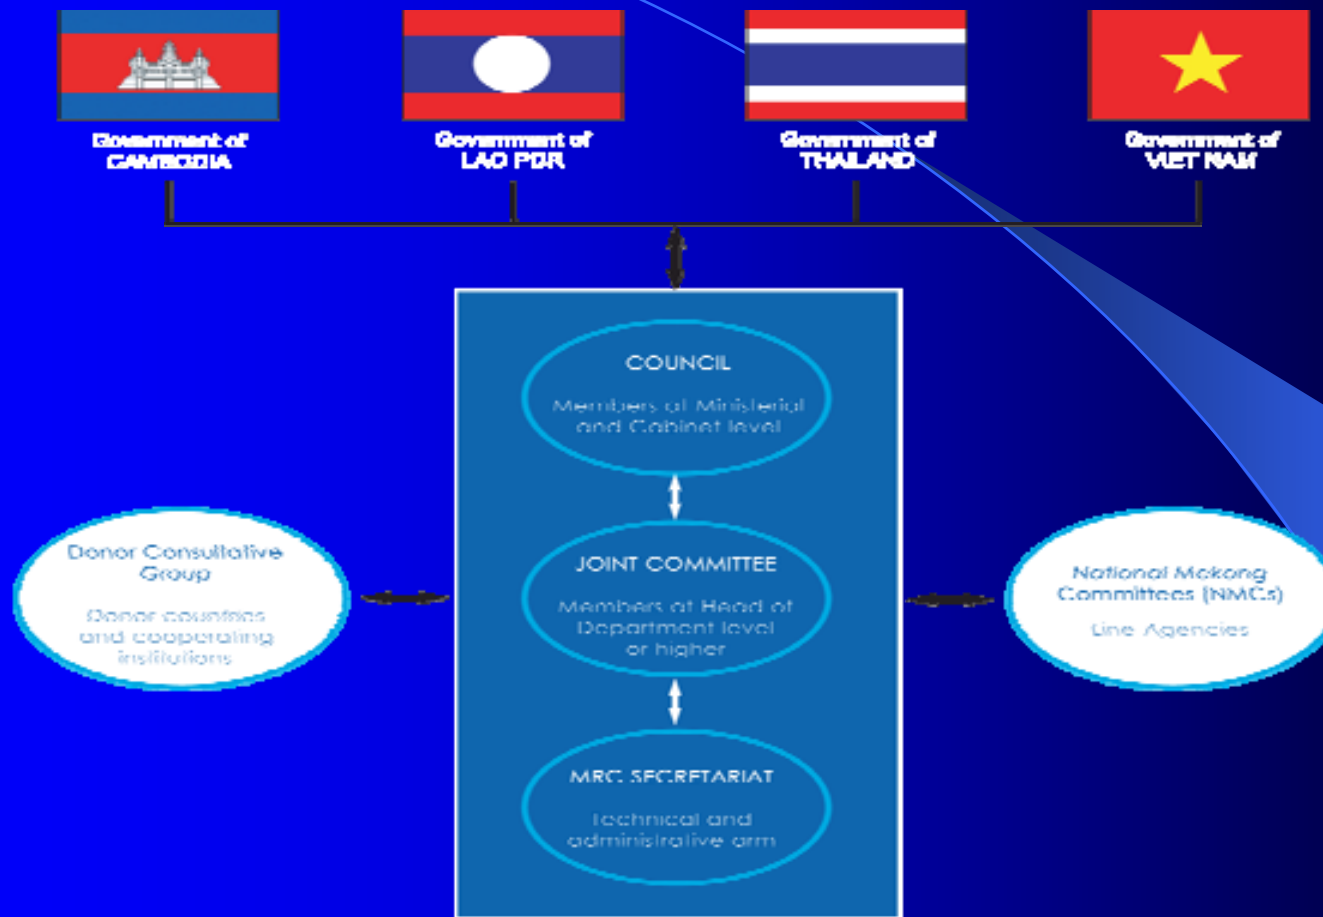 Government of
CAMBODIA
Government of
LAO PDR
Government of
THAILAND
Government of
VIET NAM
COUNCIL
Members at Ministerial
and Cabinet level
Donor Consultative
Group
Donor countries
and cooperating
institutions
JOINT COMMITTEE
Members at Head of
Department level
or higher
National Mekong
Committees (NMCs)
Line Agencies
MRC SECRETARIAT
Technical and
administrative arm